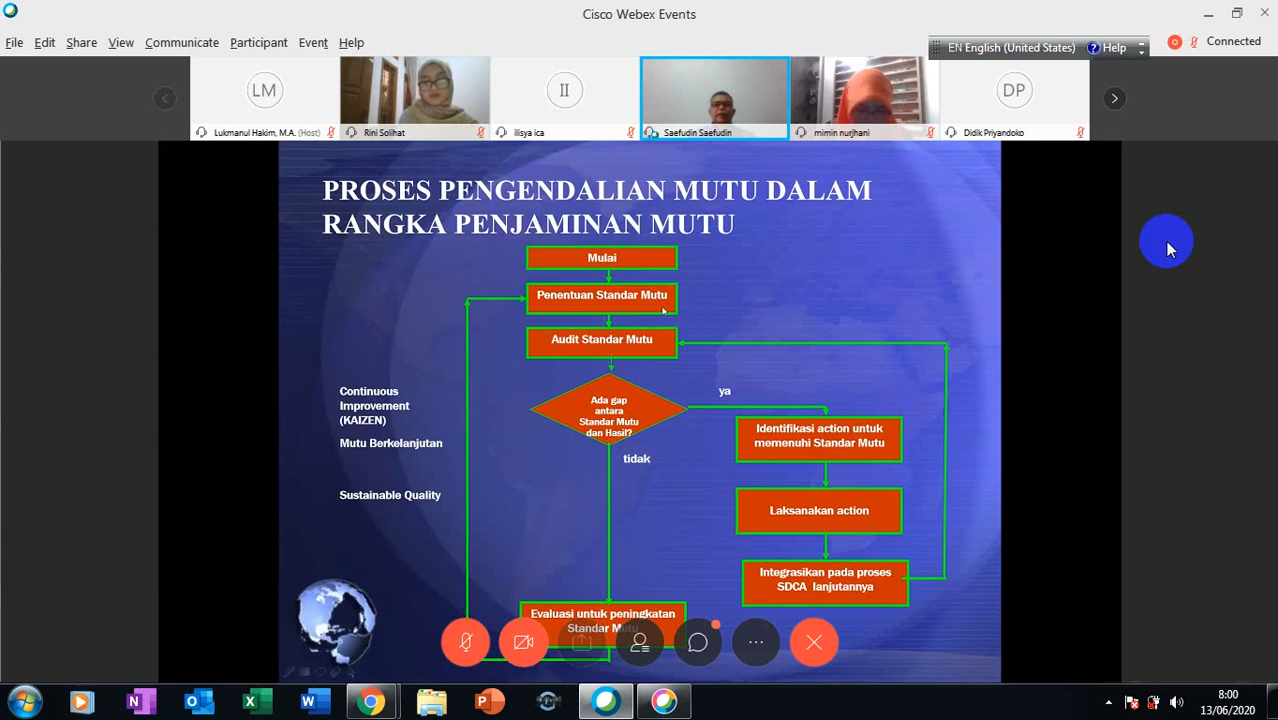 Cisco Webex Events
File Edit Share View Communicate Participant Event Help
EN English (United States) ? Help
Connected
LM
II
DP
Lukmanul Hakim, M.A. (Host)
Rini Solihat
ilisya ica
Saefudin Saefudin
mimin nurjhani
Didik Priyandoko
PROSES PENGENDALIAN MUTU DALAM
RANGKA PENJAMINAN MUTU
Mulai
Penentuan Standar Mutu
Audit Standar Mutu
Ada gap
antara
Standar Mutu
dan Hasil?
ya
tidak
Identifikasi action untuk
memenuhi Standar Mutu
Laksanakan action
Integrasikan pada proses
SDCA lanjutannya
Evaluasi untuk peningkatan
Standar Mutu
Continuous
Improvement
(KAIZEN)
Mutu Berkelanjutan
Sustainable Quality
8:00
13/06/2020